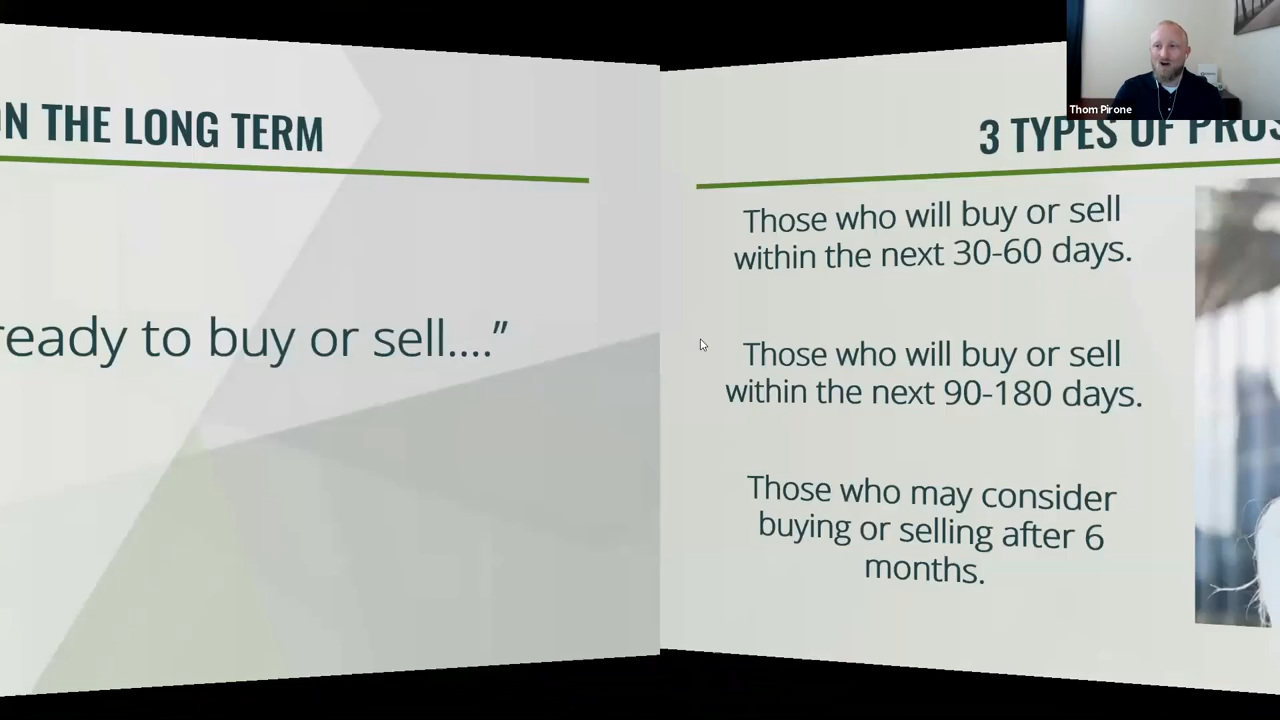 ON THE LONG TERM
ready to buy or sell...."
3 TYPES OF
Those who will buy or sell
within the next 30-60 days.
Those who will buy or sell
within the next 90-180 days.
Those who may consider
buying or selling after 6
months.
Thom Pirone